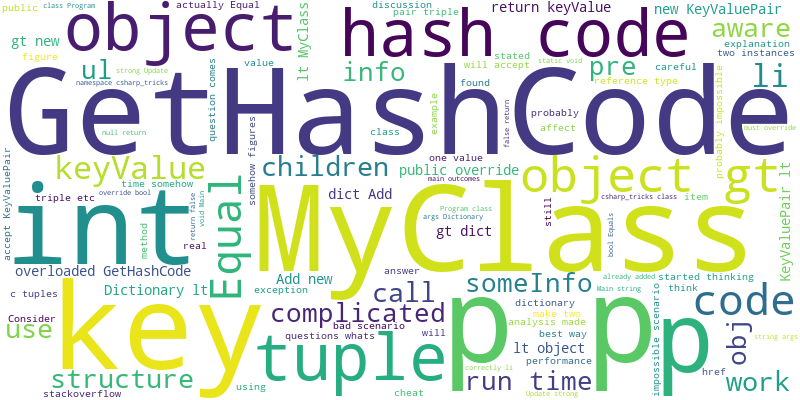 public
class Program
actually Equal
discussion
pair triple
return keyValue
new KeyValuePair
gt new
object
lt MyClass
hash code
stated
will accept
aware
explanation
two instances
figure
ul
strong Update
value
info
pre
careful
reference type
li
namespace csharp_tricks
question comes
found
static void
GetHashCode
null return
class
example
false return
probably
affect
probably impossible
must override
somehow figures
keyValue
children
one value
main outcomes
public override
object gt
accept KeyValuePair
time somehow
override bool
triple etc
return false
void Main
dict Add
Program class
args Dictionary
still
csharp_tricks class
item
KeyValuePair lt
int
method
real
Equal
MyClass
gt dict
bool Equals
overloaded GetHashCode
Add new
answer
someInfo
already added
started thinking
c tuples
Dictionary lt
exception
call
dictionary
Main string
think
Consider
key
complicated
will
make two
analysis made
impossible scenario
code
use
bad scenario
questions whats
p
correctly li
best way
p
p
obj
string args
structure
tuple
lt object
performance
run time
href
work
stackoverflow
using
cheat
Update strong